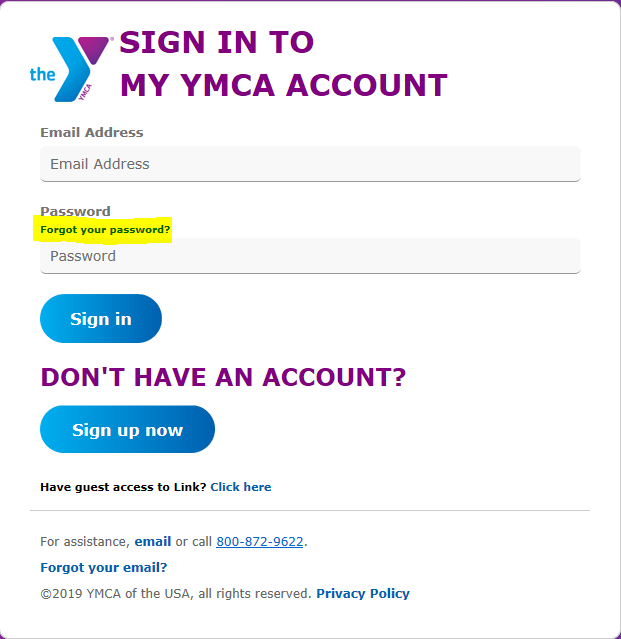 the
YMCA
®
SIGN IN TO
MY YMCA ACCOUNT
Email Address
Email Address
Password
Forgot your password?
Password
Sign in
DON'T HAVE AN ACCOUNT?
Sign up now
Have guest access to Link? Click here
For assistance, email or call 800-872-9622.
Forgot your email?
©2019 YMCA of the USA, all rights reserved. Privacy Policy